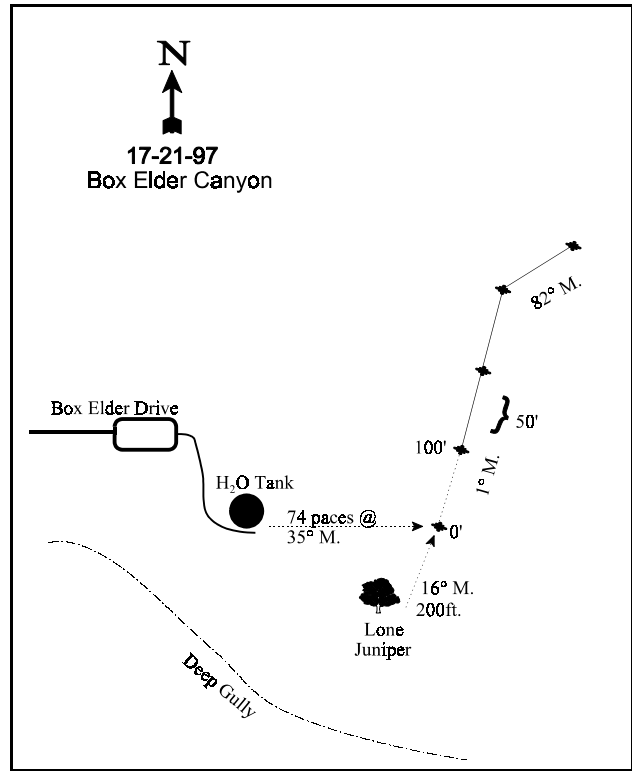 N
17-21-97
Box Elder Canyon
82° M.
Box Elder Drive
50'
100'
1° M.
H₂O Tank
74 paces @
35° M.
0'
16° M.
200ft.
Lone
Juniper
Deep Gully